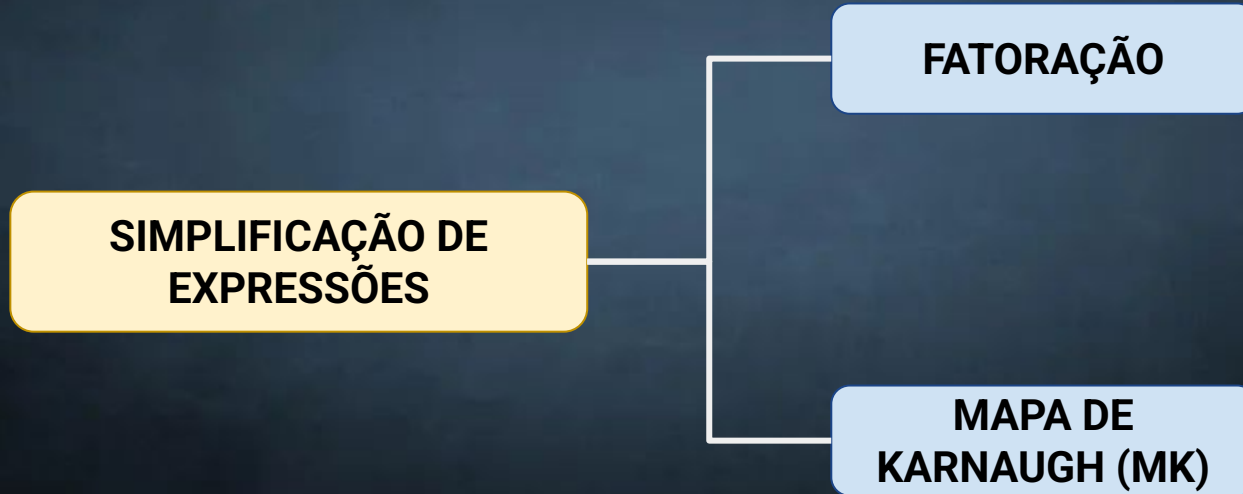 FATORAÇÃO
SIMPLIFICAÇÃO DE
EXPRESSÕES
MAPA DE
KARNAUGH (MK)